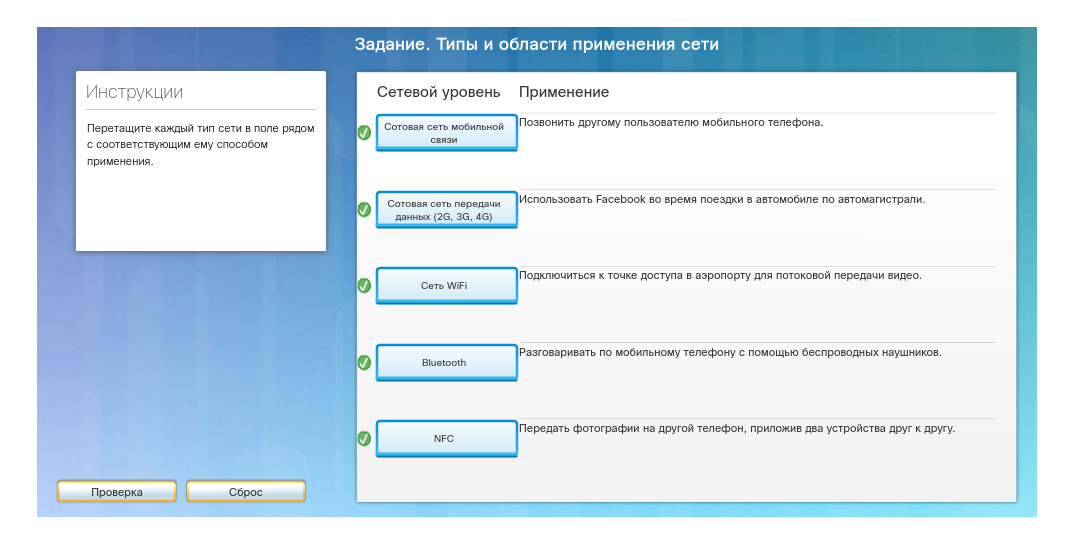 Задание. Типы и области применения сети
Инструкции
Перетащите каждый тип сети в поле рядом
с соответствующим ему способом
применения.
Сетевой уровень Применение
Сотовая сеть мобильной
связи
Позвонить другому пользователю мобильного телефона.
Сотовая сеть передачи
данных (2G, 3G, 4G)
Использовать Facebook во время поездки в автомобиле по автомагистрали.
Сеть WiFi
Подключиться к точке доступа в аэропорту для потоковой передачи видео.
Bluetooth
Разговаривать по мобильному телефону с помощью беспроводных наушников.
NFC
Передать фотографии на другой телефон, приложив два устройства друг к другу.
Проверка Сброс